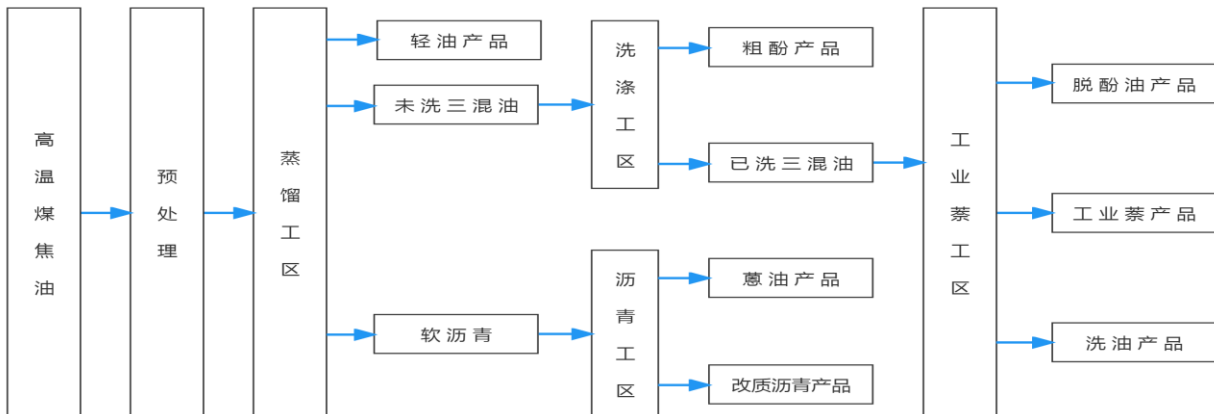 高温煤焦油
预处理
蒸馏工区
轻油产品
未洗三混油
软沥青
洗涤工区
沥青工区
粗酚产品
已洗三混油
蒽油产品
改质沥青产品
工业萘工区
脱酚油产品
工业萘产品
洗油产品